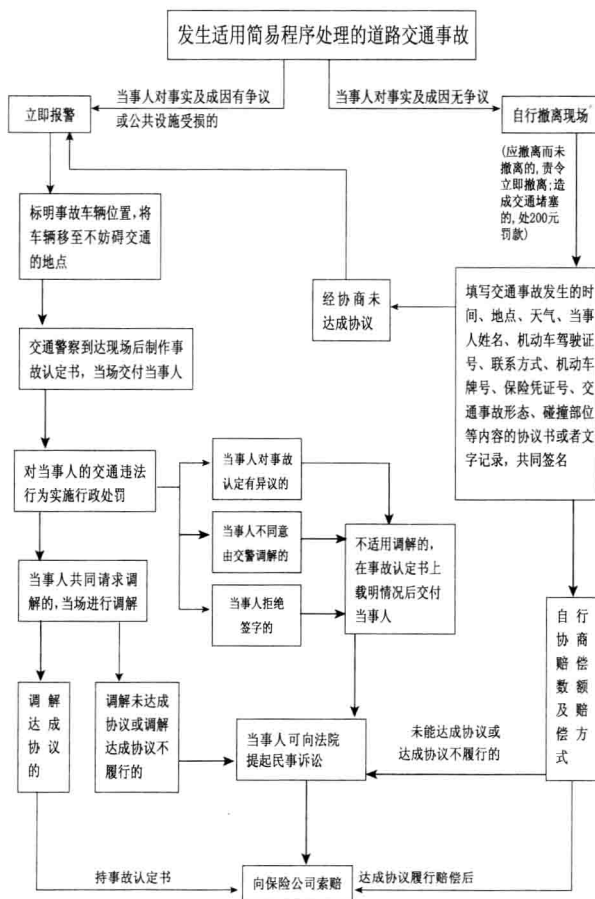 发生适用简易程序处理的道路交通事故
当事人对事实及成因有争议
或公共设施受损的
当事人对事实及成因无争议
立即报警
自行撤离现场
(应撤离而未
撤离的,责令
立即撤离;造
成交通堵塞
的,处200元
罚款)
标明事故车辆位置，将
车辆移至不妨碍交通
的地点
经协商未
达成协议
填写交通事故发生的时
间、地点、天气、当事
人姓名、机动车驾驶证
号、联系方式、机动车
牌号、保险凭证号、交
通事故形态、碰撞部位
等内容的协议书或者文
字记录，共同签名
交通警察到达现场后制作事
故认定书，当场交付当事人
对当事人的交通违法
行为实施行政处罚
当事人对事故
认定有异议的
当事人不同意
由交警调解的
当事人拒绝
签字的
不适用调解的，
在事故认定书上
载明情况后交付
当事人
当事人共同请求调
解的,当场进行调解
自行
协商
赔偿
数额
及赔
偿方
式
调解
达成
协议
的
调解未达成
协议或调解
达成协议不
履行的
当事人可向法院
提起民事诉讼
未能达成协议或
达成协议不履行的
持事故认定书
向保险公司索赔
达成协议履行赔偿后